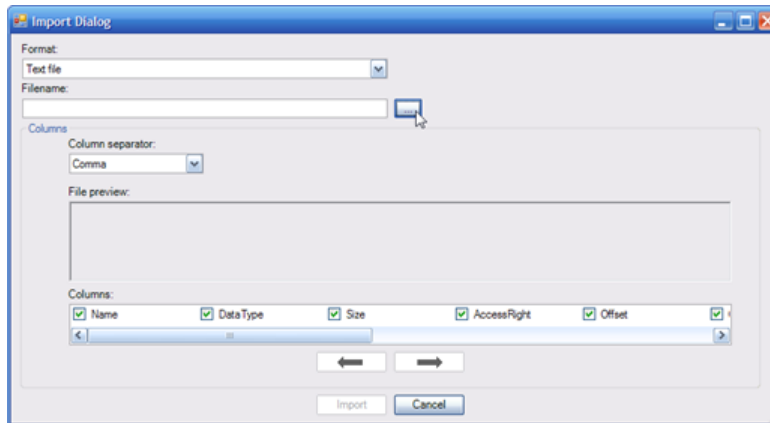 Import Dialog
Format:
Text file
Filename:
...
Columns
Column separator:
Comma
File preview:
Columns:
Name DataType Size AccessRight Offset
Import Cancel